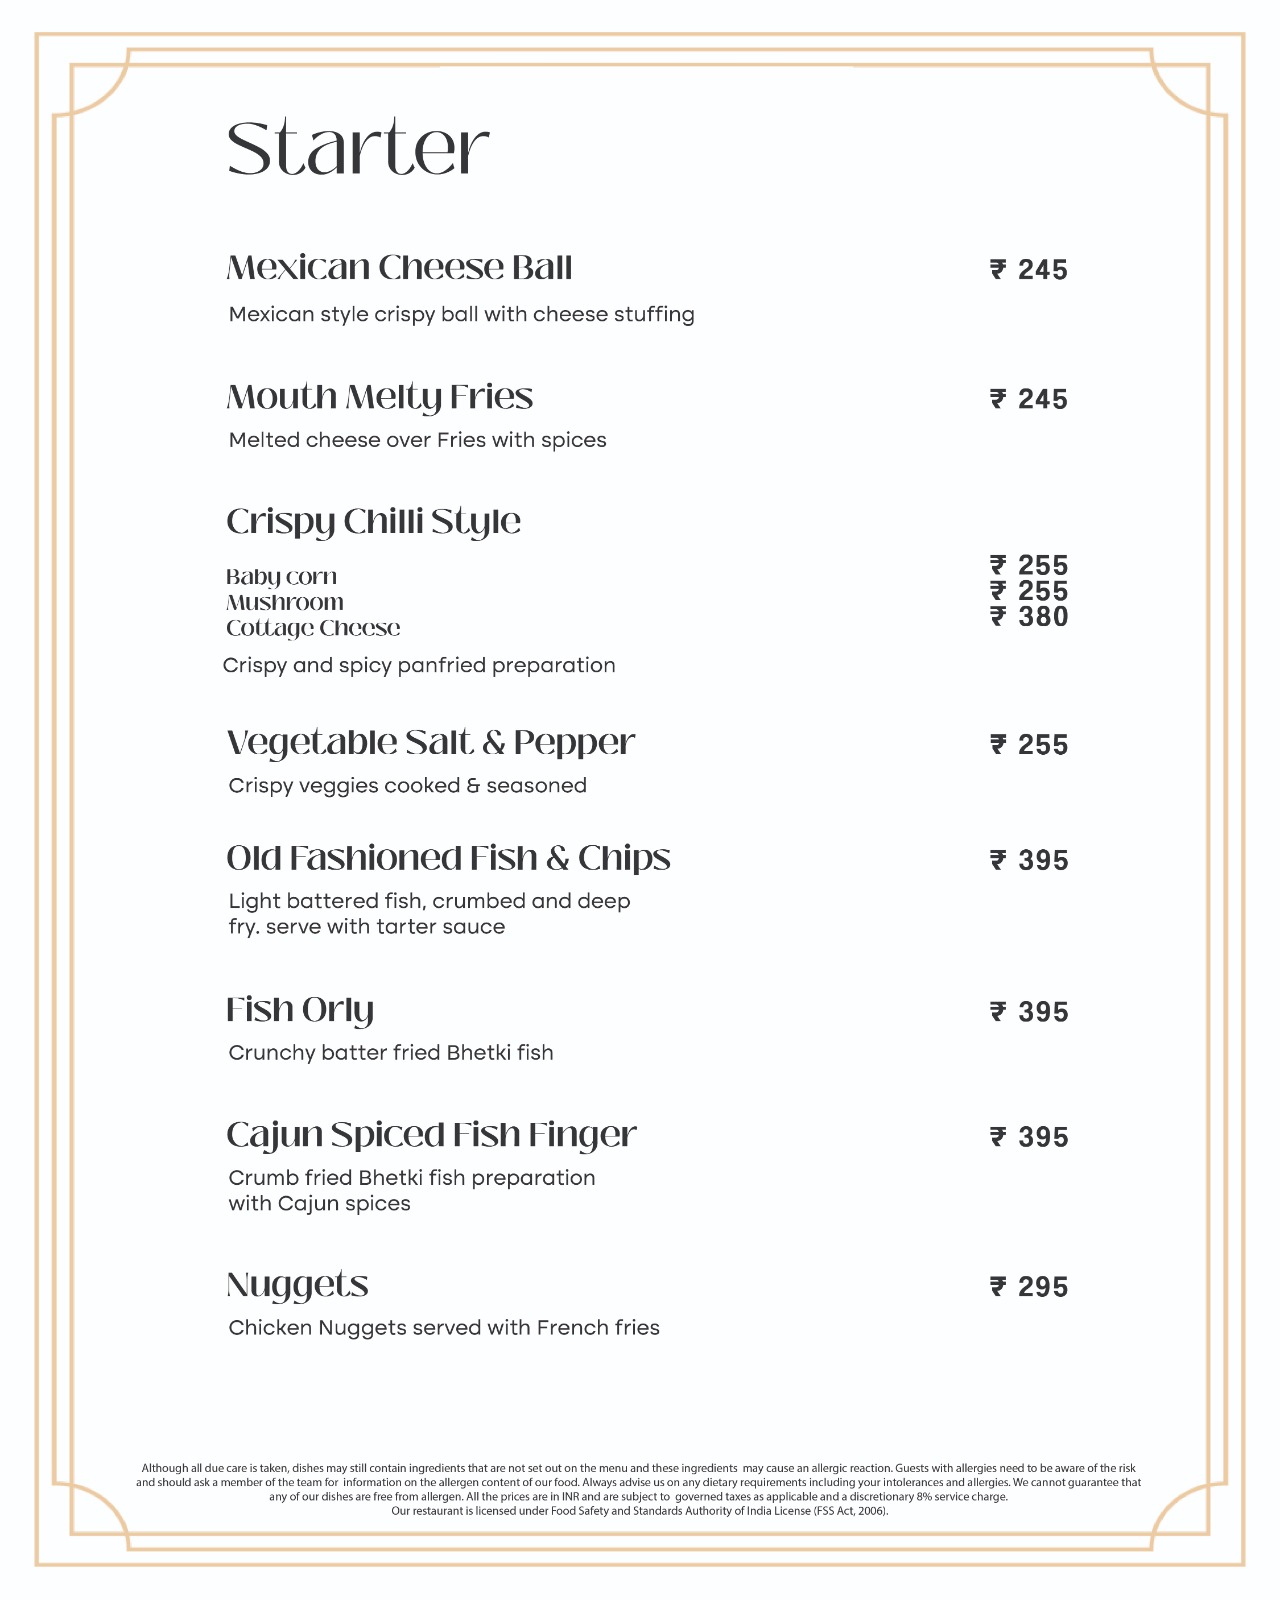 Starter
Mexican Cheese Ball ₹ 245
Mexican style crispy ball with cheese stuffing
Mouth Melty Fries ₹ 245
Melted cheese over Fries with spices
Crispy Chilli Style
Baby corn ₹ 255
Mushroom ₹ 255
Cottage Cheese ₹ 380
Crispy and spicy panfried preparation
Vegetable Salt & Pepper ₹ 255
Crispy veggies cooked & seasoned
Old Fashioned Fish & Chips ₹ 395
Light battered fish, crumbed and deep
fry. serve with tarter sauce
Fish Orly ₹ 395
Crunchy batter fried Bhetki fish
Cajun Spiced Fish Finger ₹ 395
Crumb fried Bhetki fish preparation
with Cajun spices
Nuggets ₹ 295
Chicken Nuggets served with French fries
Although all due care is taken, dishes may still contain ingredients that are not set out on the menu and these ingredients may cause an allergic reaction. Guests with allergies need to be aware of the risk
and should ask a member of the team for information on the allergen content of our food. Always advise us on any dietary requirements including your intolerances and allergies. We cannot guarantee that
any of our dishes are free from allergen. All the prices are in INR and are subject to governed taxes as applicable and a discretionary 8% service charge.
Our restaurant is licensed under Food Safety and Standards Authority of India License (FSS Act, 2006).